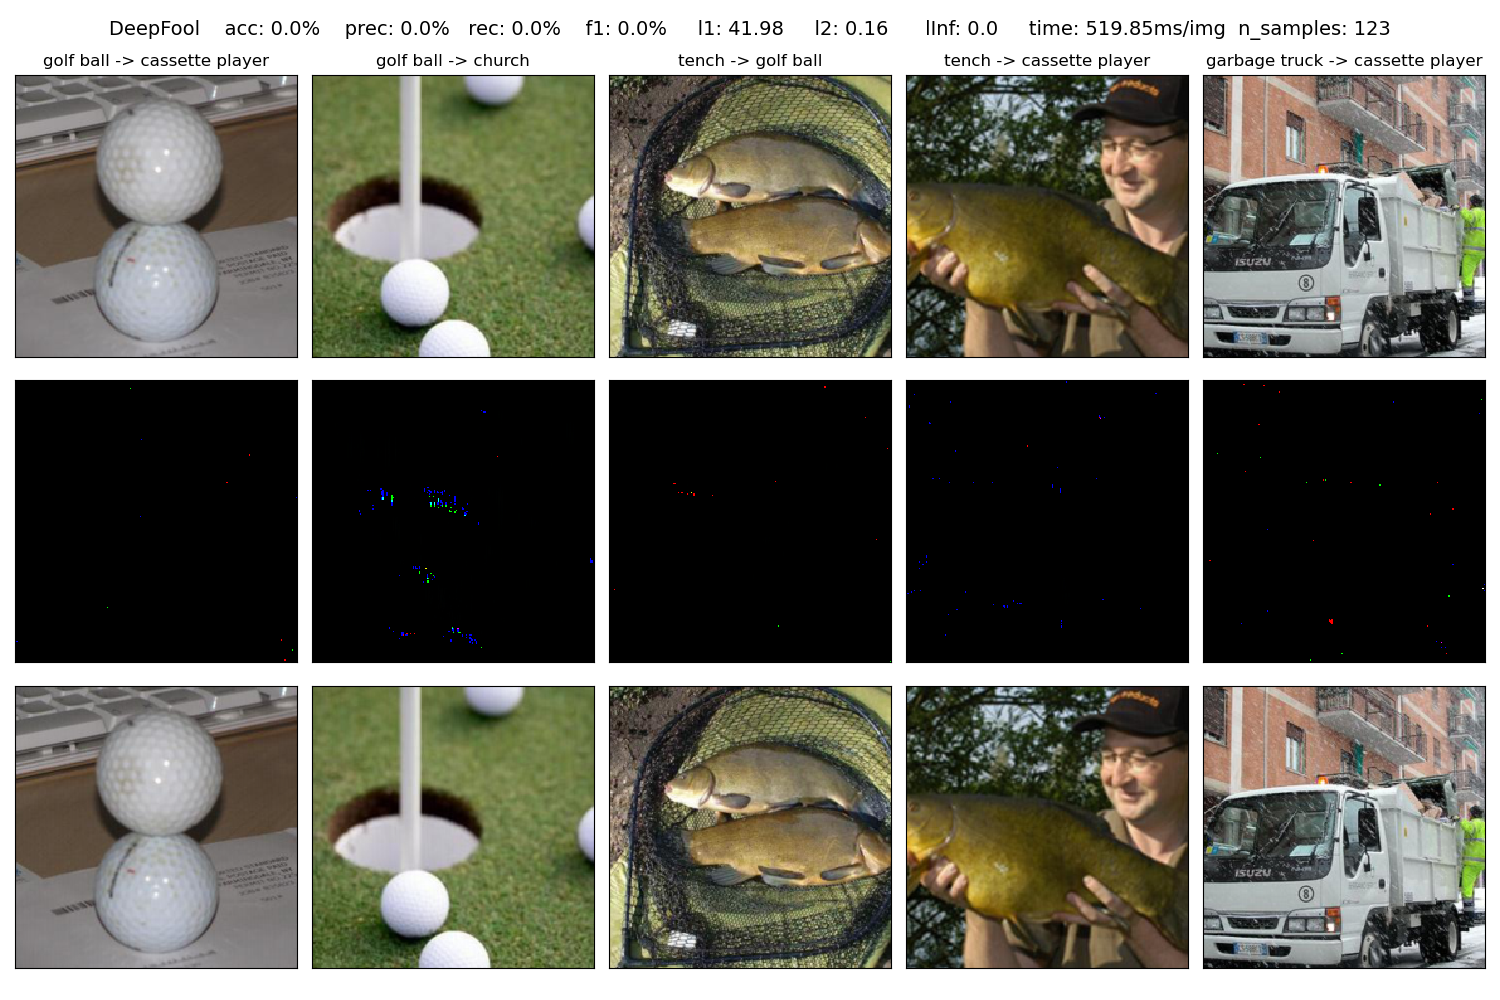 DeepFool acc: 0.0% prec: 0.0% rec: 0.0% f1: 0.0% l1: 41.98 l2: 0.16 lInf: 0.0 time: 519.85ms/img n_samples: 123
golf ball -> cassette player
golf ball -> church
tench -> golf ball
tench -> cassette player
garbage truck -> cassette player
ISUZU
8
ISUZU
8